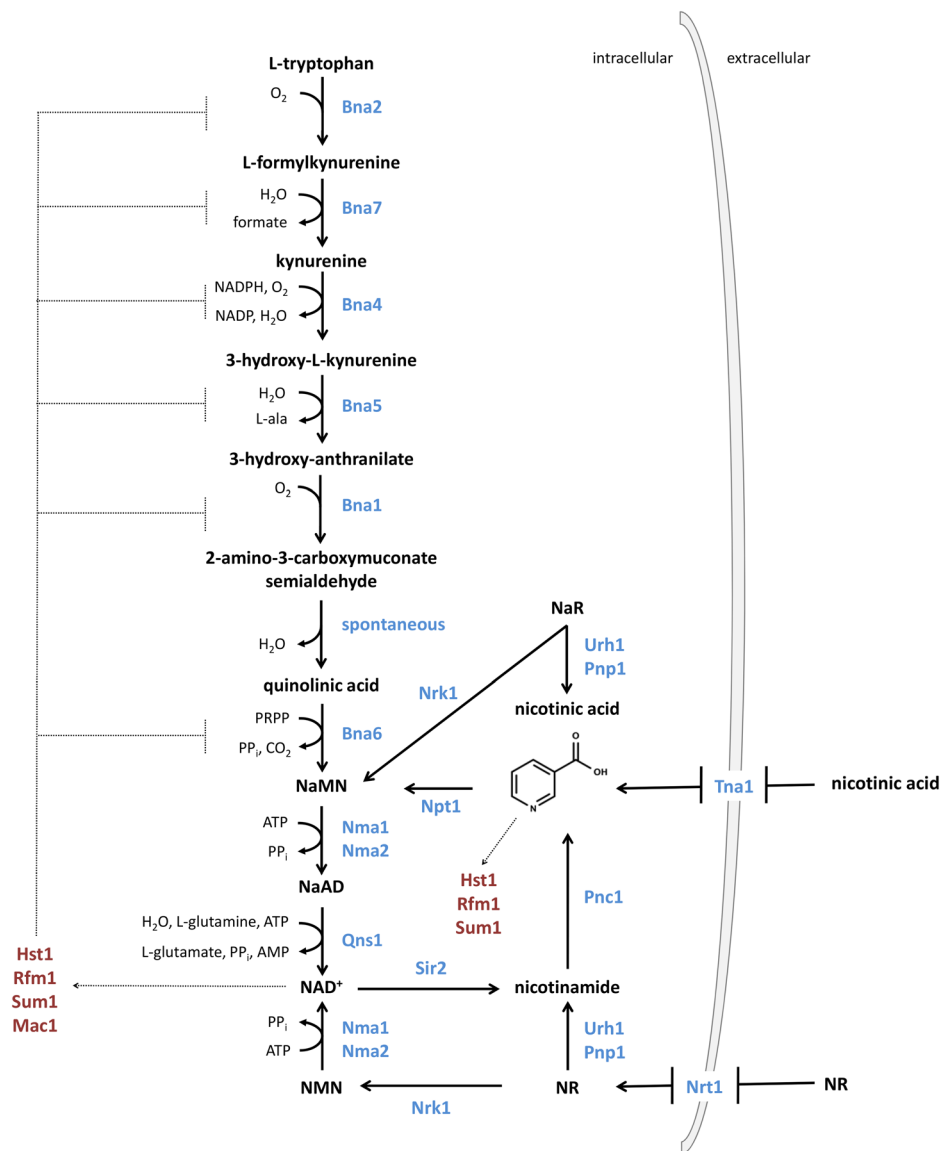 intracellular
extracellular
L-tryptophan
O₂
Bna2
L-formylkynurenine
H₂O
Bna7
formate
kynurenine
NADPH, O₂
Bna4
NADP, H₂O
3-hydroxy-L-kynurenine
H₂O
Bna5
L-ala
3-hydroxy-anthranilate
O₂
Bna1
2-amino-3-carboxymuconate
semialdehyde
spontaneous
H₂O
quinolinic acid
PRPP
Bna6
PPᵢ, CO₂
NaMN
NaR
Urh1
Pnp1
Nrk1
nicotinic acid
O
OH
N
Npt1
Tna1
nicotinic acid
ATP
Nma1
PPᵢ
Nma2
NaAD
Hst1
Rfm1
Sum1
Pnc1
H₂O, L-glutamine, ATP
Qns1
L-glutamate, PPᵢ, AMP
Hst1
Rfm1
Sum1
Mac1
NAD⁺
Sir2
nicotinamide
PPᵢ
Nma1
ATP
Nma2
Urh1
Pnp1
NMN
Nrk1
NR
Nrt1
NR